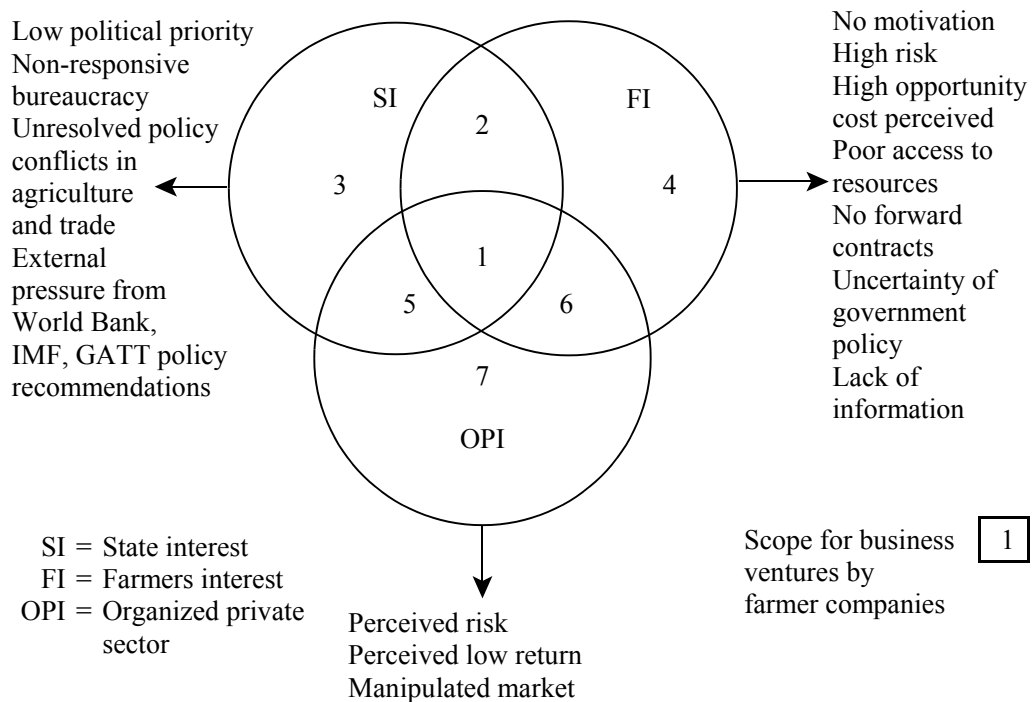 Low political priority
Non-responsive
bureaucracy
Unresolved policy
conflicts in
agriculture
and trade
External
pressure from
World Bank,
IMF, GATT policy
recommendations
SI
FI
2
3
4
1
5
6
7
OPI
No motivation
High risk
High opportunity
cost perceived
Poor access to
resources
No forward
contracts
Uncertainty of
government
policy
Lack of
information
SI = State interest
FI = Farmers interest
OPI = Organized private
sector
Perceived risk
Perceived low return
Manipulated market
Scope for business
ventures by
farmer companies
1